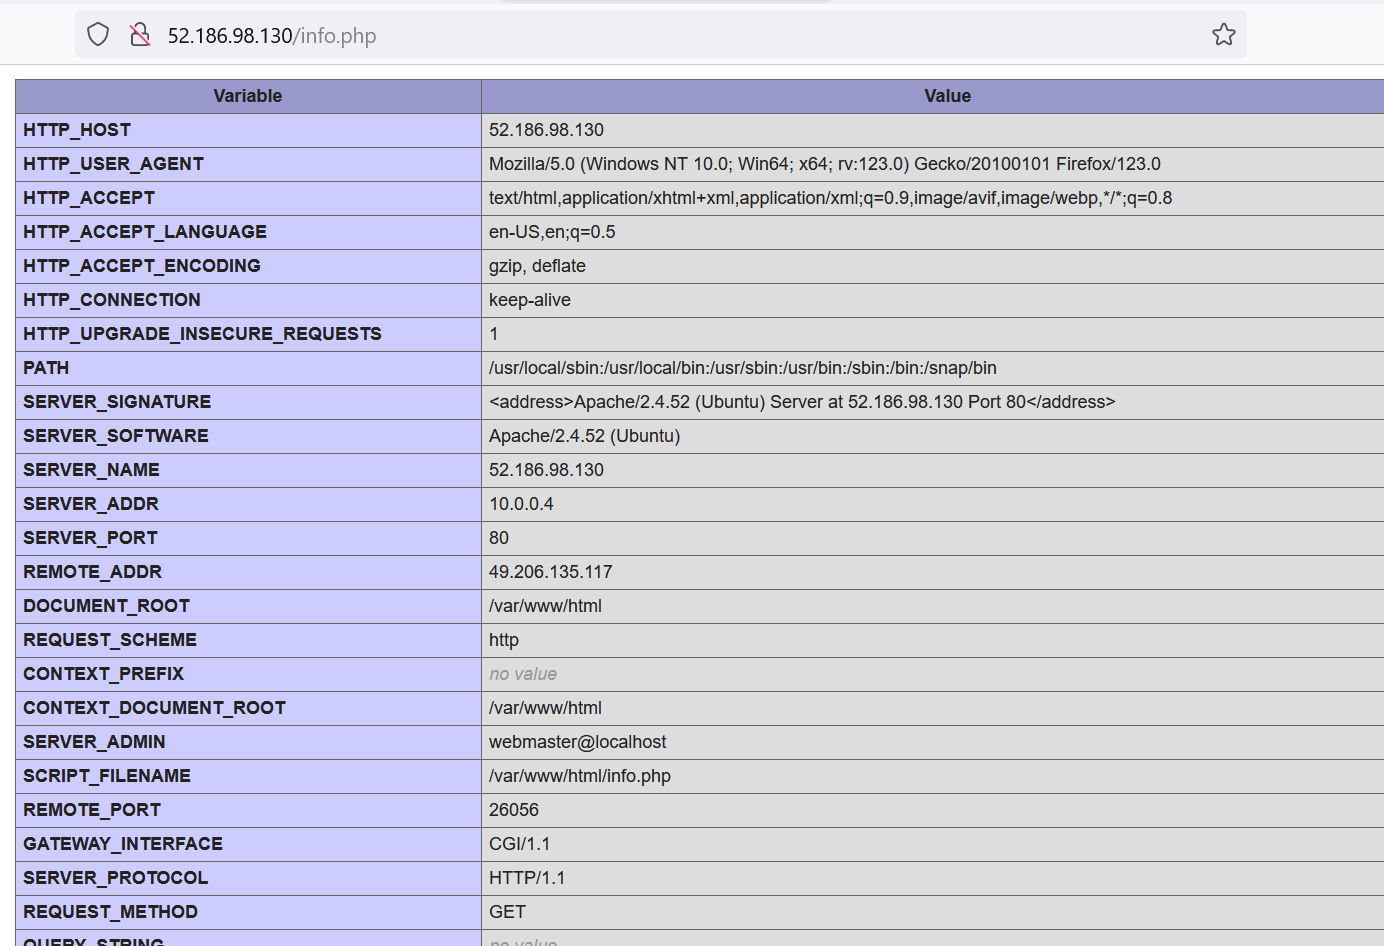 52.186.98.130/info.php
Variable Value
HTTP_HOST 52.186.98.130
HTTP_USER_AGENT Mozilla/5.0 (Windows NT 10.0; Win64; x64; rv:123.0) Gecko/20100101 Firefox/123.0
HTTP_ACCEPT text/html,application/xhtml+xml,application/xml;q=0.9,image/avif,image/webp,*/*;q=0.8
HTTP_ACCEPT_LANGUAGE en-US,en;q=0.5
HTTP_ACCEPT_ENCODING gzip, deflate
HTTP_CONNECTION keep-alive
HTTP_UPGRADE_INSECURE_REQUESTS 1
PATH /usr/local/sbin:/usr/local/bin:/usr/sbin:/usr/bin:/sbin:/bin:/snap/bin
SERVER_SIGNATURE <address>Apache/2.4.52 (Ubuntu) Server at 52.186.98.130 Port 80</address>
SERVER_SOFTWARE Apache/2.4.52 (Ubuntu)
SERVER_NAME 52.186.98.130
SERVER_ADDR 10.0.0.4
SERVER_PORT 80
REMOTE_ADDR 49.206.135.117
DOCUMENT_ROOT /var/www/html
REQUEST_SCHEME http
CONTEXT_PREFIX no value
CONTEXT_DOCUMENT_ROOT /var/www/html
SERVER_ADMIN webmaster@localhost
SCRIPT_FILENAME /var/www/html/info.php
REMOTE_PORT 26056
GATEWAY_INTERFACE CGI/1.1
SERVER_PROTOCOL HTTP/1.1
REQUEST_METHOD GET
QUERY_STRING no value